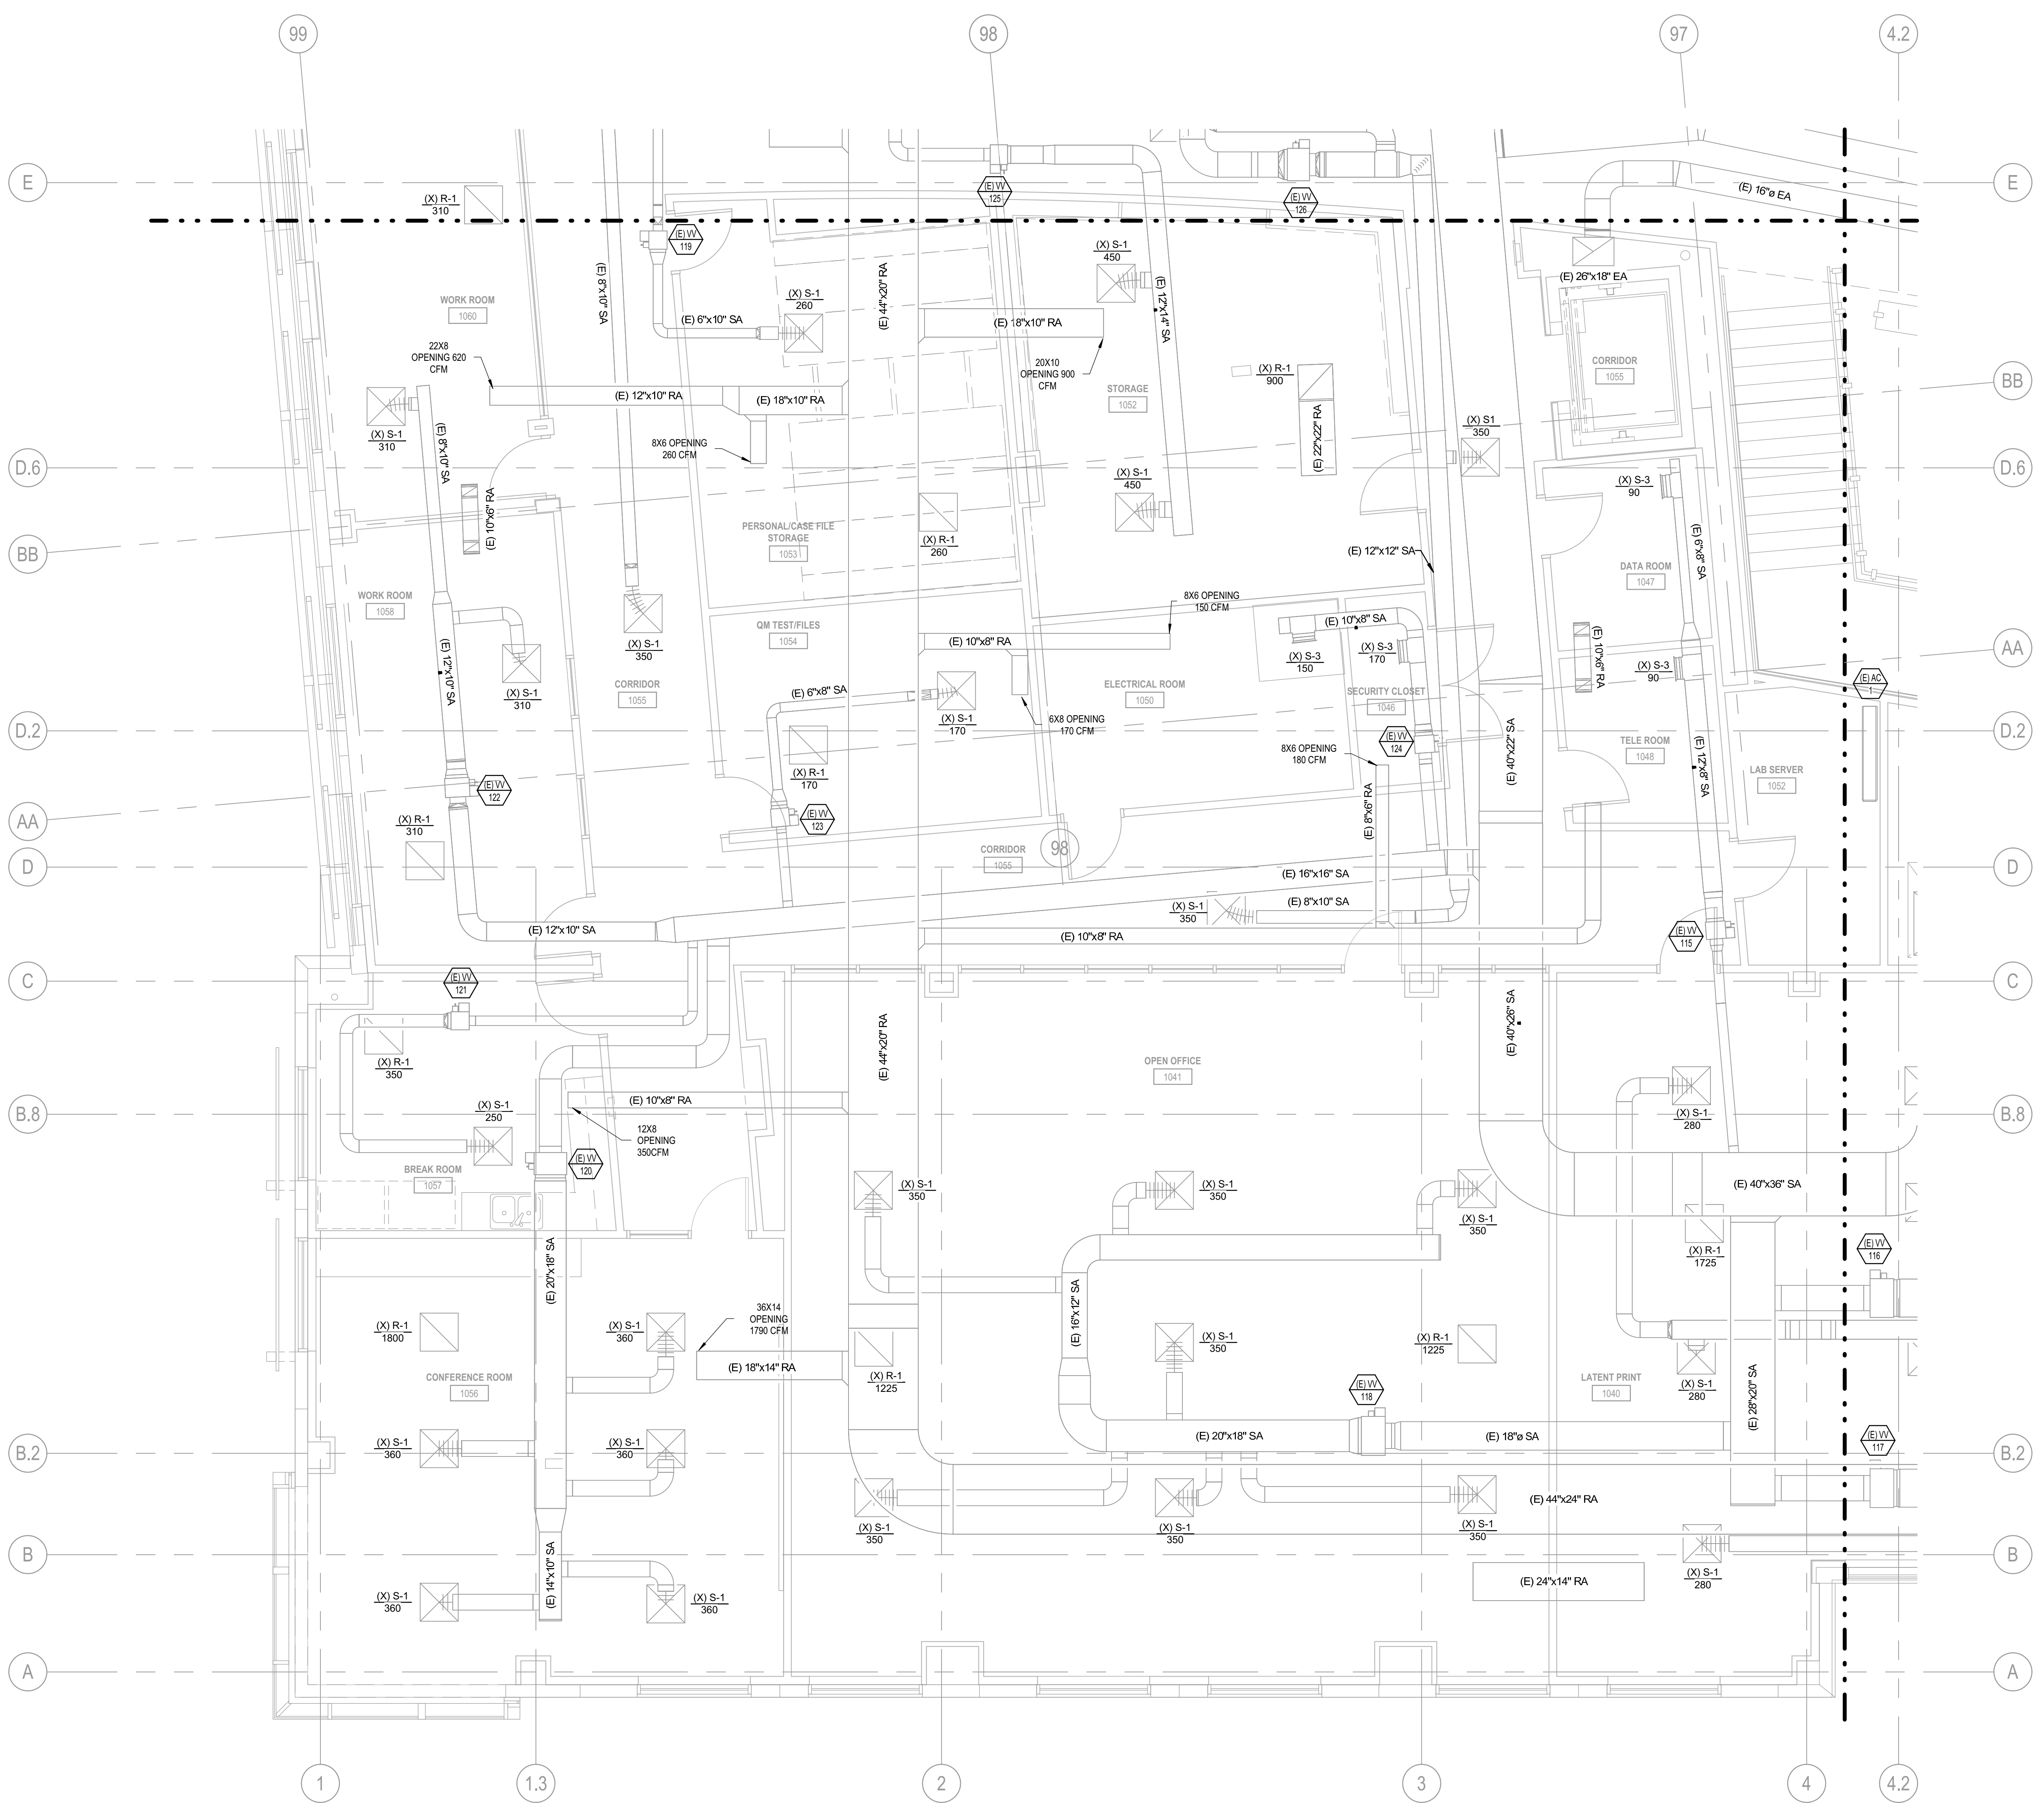 99
98
97
4.2
E
E
(X) R-1
310
(E) VV
125
(E) VV
126
(E) 16"ø EA
(E) VV
119
(X) S-1
450
(E) 8"x10" SA
(E) 44"x20" RA
(E) 12"x14" SA
(E) 26"x18" EA
WORK ROOM
1060
(X) S-1
260
(E) 6"x10" SA
(E) 18"x10" RA
22X8
OPENING 620
CFM
20X10
OPENING 900
CFM
CORRIDOR
1055
BB
(X) R-1
900
STORAGE
1052
(E) 12"x10" RA
(E) 18"x10" RA
(X) S-1
310
(E) 8"x10" SA
8X6 OPENING
260 CFM
(E) 22"x22" RA
(X) S1
350
D.6
D.6
(X) S-1
450
(X) S-3
90
(E) 10"x6" RA
PERSONAL/CASE FILE
STORAGE
1053
(X) R-1
260
(E) 12"x12" SA
(E) 6"x8" SA
BB
DATA ROOM
1047
WORK ROOM
1058
8X6 OPENING
150 CFM
QM TEST/FILES
1054
(X) S-1
350
(E) 10"x8" RA
(E) 10"x8" SA
(X) S-3
150
(X) S-3
170
(E) 10"x6" RA
(X) S-3
90
AA
(E) 12"x10" SA
(X) S-1
310
CORRIDOR
1055
(E) 6"x8" SA
ELECTRICAL ROOM
1050
SECURITY CLOSET
1046
(E) AC
1
(X) S-1
170
6X8 OPENING
170 CFM
D.2
D.2
(E) VV
124
8X6 OPENING
180 CFM
(E) 40"x22" SA
TELE ROOM
1048
(E) 12"x8" SA
LAB SERVER
1052
(X) R-1
170
(E) VV
122
(E) VV
123
AA
(X) R-1
310
(E) 8"x6" RA
CORRIDOR
1055
98
D
D
(E) 16"x16" SA
(X) S-1
350
(E) 8"x10" SA
(E) 12"x10" SA
(E) 10"x8" RA
(E) VV
115
C
C
(E) VV
121
(E) 44"x20" RA
(E) 40"x26" SA
(X) R-1
350
OPEN OFFICE
1041
(E) 10"x8" RA
(X) S-1
250
(X) S-1
280
B.8
B.8
12X8
OPENING
350CFM
BREAK ROOM
1057
(E) VV
120
(X) S-1
350
(X) S-1
350
(X) S-1
350
(E) 40"x36" SA
(E) 20"x18" SA
(X) R-1
1725
(E) VV
116
(X) R-1
1800
(X) S-1
360
36X14
OPENING
1790 CFM
(E) 16"x12" SA
(X) S-1
350
(X) R-1
1225
(E) 18"x14" RA
(X) R-1
1225
CONFERENCE ROOM
1056
(E) VV
118
LATENT PRINT
1040
(X) S-1
280
(E) 28"x20" SA
(X) S-1
360
(X) S-1
360
(E) 20"x18" SA
(E) 18"ø SA
(E) VV
117
B.2
B.2
(E) 44"x24" RA
(X) S-1
350
(X) S-1
350
(X) S-1
350
B
B
(E) 14"x10" SA
(E) 24"x14" RA
(X) S-1
280
(X) S-1
360
(X) S-1
360
A
A
1
1.3
2
3
4
4.2